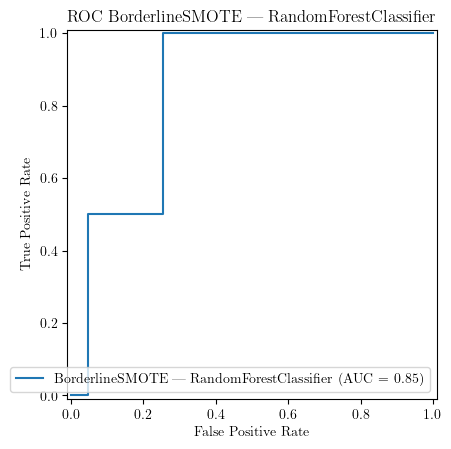 ROC BorderlineSMOTE — RandomForestClassifier
1.0
0.8
0.6
0.4
0.2
0.0
True Positive Rate
BorderlineSMOTE — RandomForestClassifier (AUC = 0.85)
0.0 0.2 0.4 0.6 0.8 1.0
False Positive Rate